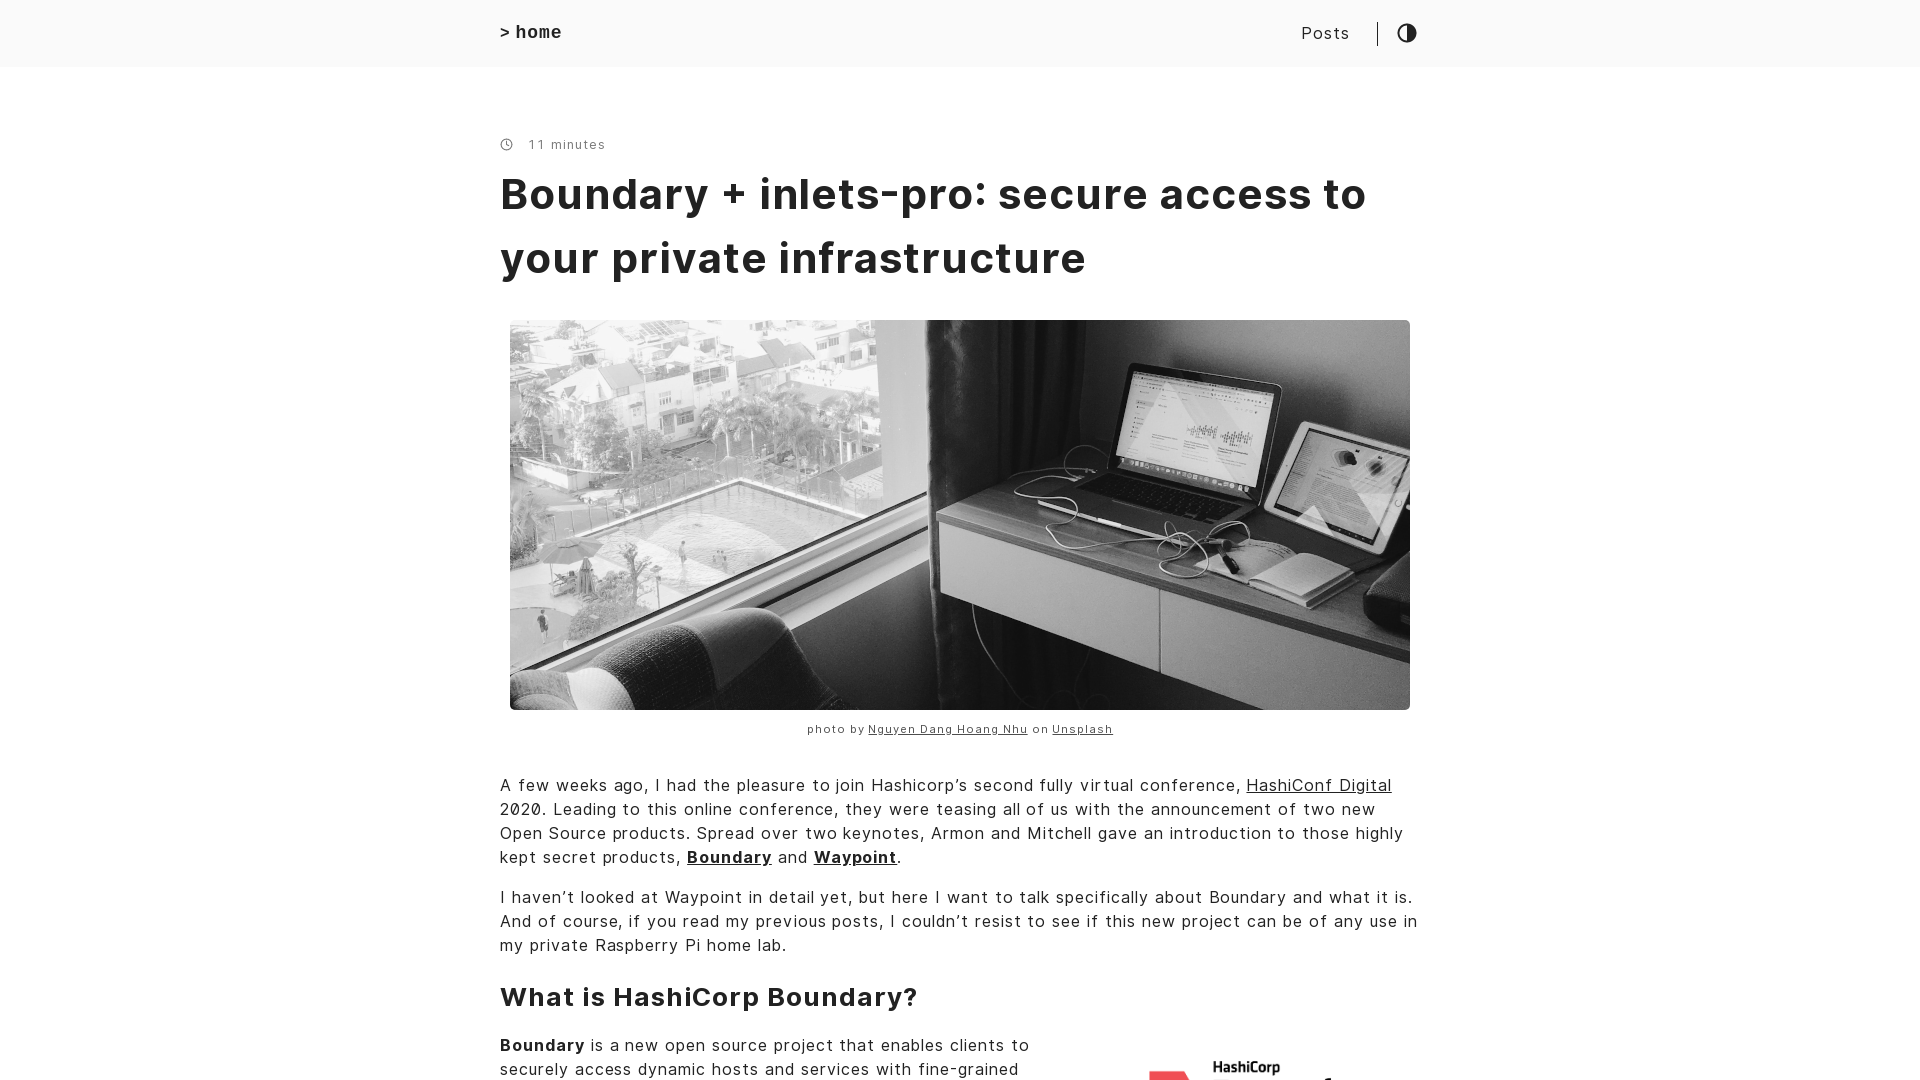 > home
Posts
11 minutes
Boundary + inlets-pro: secure access to
your private infrastructure
photo by Nguyen Dang Hoang Nhu on Unsplash
A few weeks ago, I had the pleasure to join Hashicorp’s second fully virtual conference, HashiConf Digital
2020. Leading to this online conference, they were teasing all of us with the announcement of two new
Open Source products. Spread over two keynotes, Armon and Mitchell gave an introduction to those highly
kept secret products, Boundary and Waypoint.
I haven’t looked at Waypoint in detail yet, but here I want to talk specifically about Boundary and what it is.
And of course, if you read my previous posts, I couldn’t resist to see if this new project can be of any use in
my private Raspberry Pi home lab.
What is HashiCorp Boundary?
Boundary is a new open source project that enables clients to
securely access dynamic hosts and services with fine-grained
HashiCorp